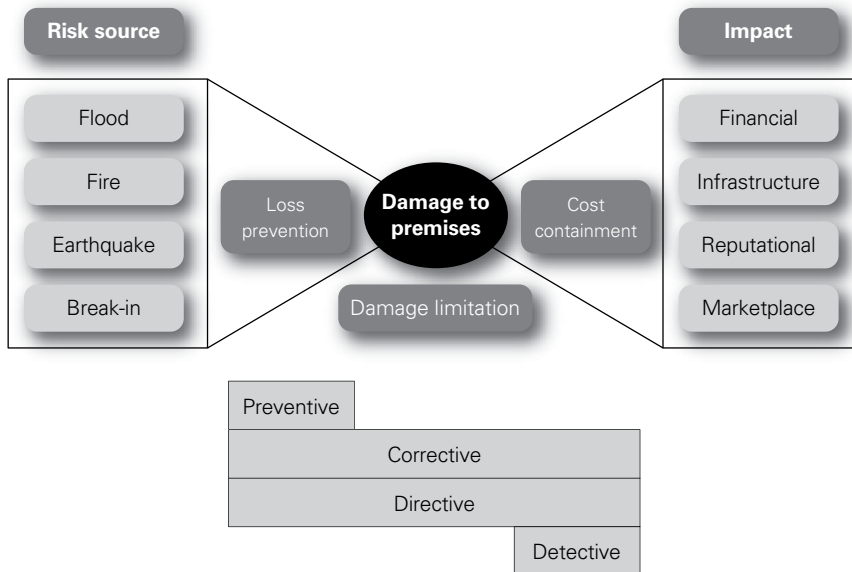 Risk source
Impact
Flood
Fire
Earthquake
Break-in
Loss
prevention
Damage to
premises
Cost
containment
Damage limitation
Financial
Infrastructure
Reputational
Marketplace
Preventive
Corrective
Directive
Detective